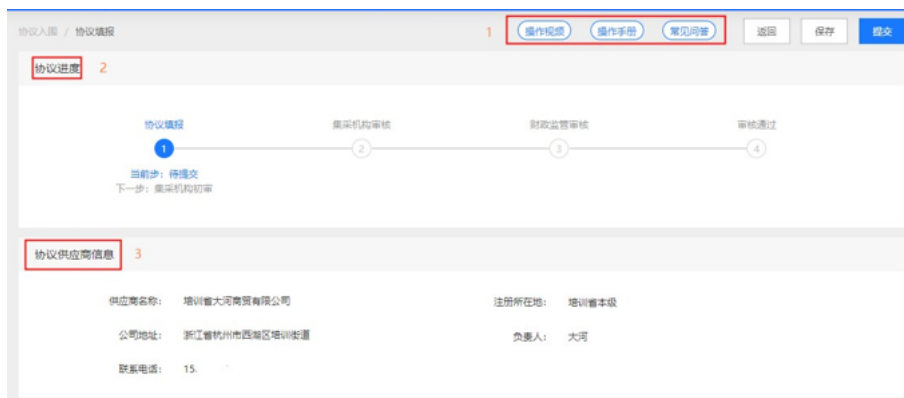 协议入围 / 协议填报 1 操作视频 操作手册 常见问答 返回 保存 提交
协议进度 2
协议填报 集采机构审核 财政监管审核 审核通过
1 2 3 4
当前步：待提交
下一步：集采机构初审
协议供应商信息 3
供应商名称： 培训省大河商贸有限公司 注册所在地： 培训省本级
公司地址： 浙江省杭州市西湖区培训街道 负责人： 大河
联系电话： 15.